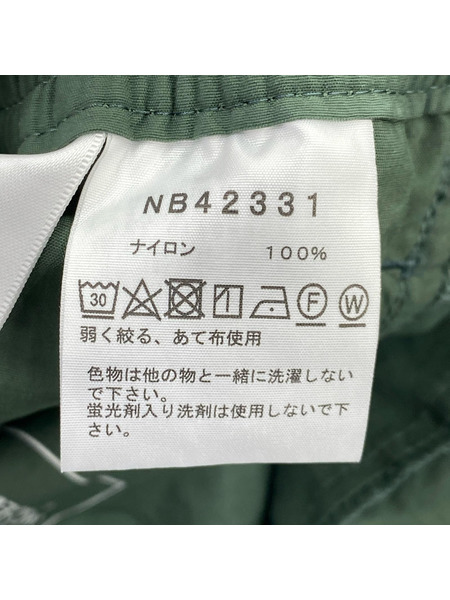 NB42331
ナイロン 100%
30 F W
弱く絞る、あて布使用
色物は他の物と一緒に洗濯しない
で下さい。
蛍光剤入り洗剤は使用しないで下
さい。